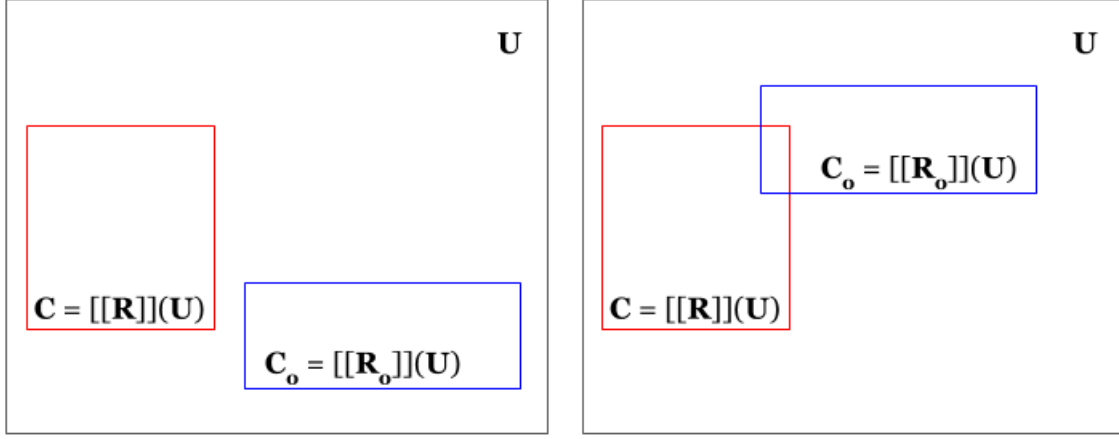 U
C = [[R]](U)
Co = [[Ro]](U)
U
Co = [[Ro]](U)
C = [[R]](U)